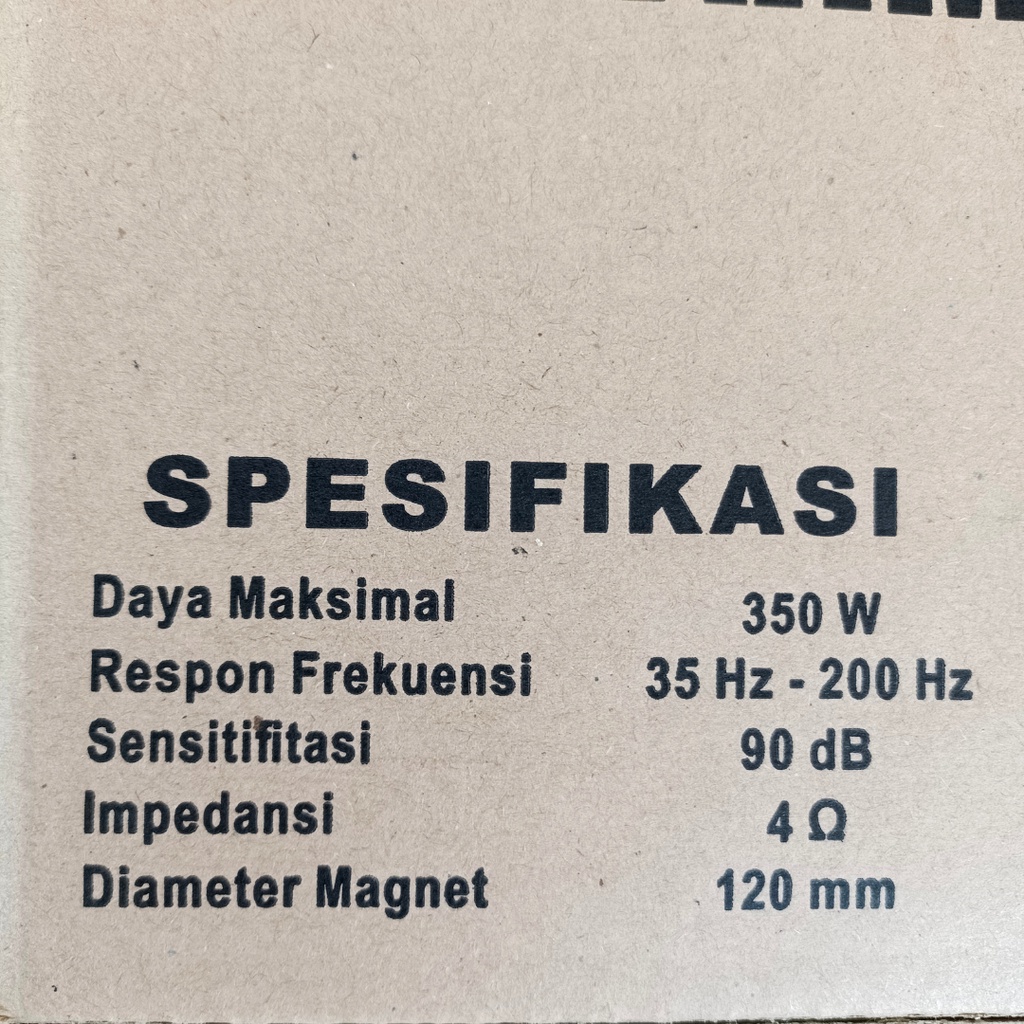 SPESIFIKASI
Daya Maksimal 350 W
Respon Frekuensi 35 Hz - 200 Hz
Sensitifitasi 90 dB
Impedansi 4 Ω
Diameter Magnet 120 mm